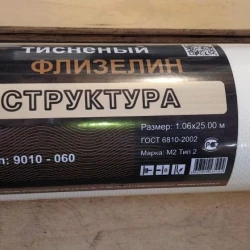 ТИСНЕНЫЙ
ФЛИЗЕЛИН
СТРУКТУРА
Размер: 1.06x25.00 м
ГОСТ 6810-2002
: 9010 - 060
Марка: М2 Тип 2